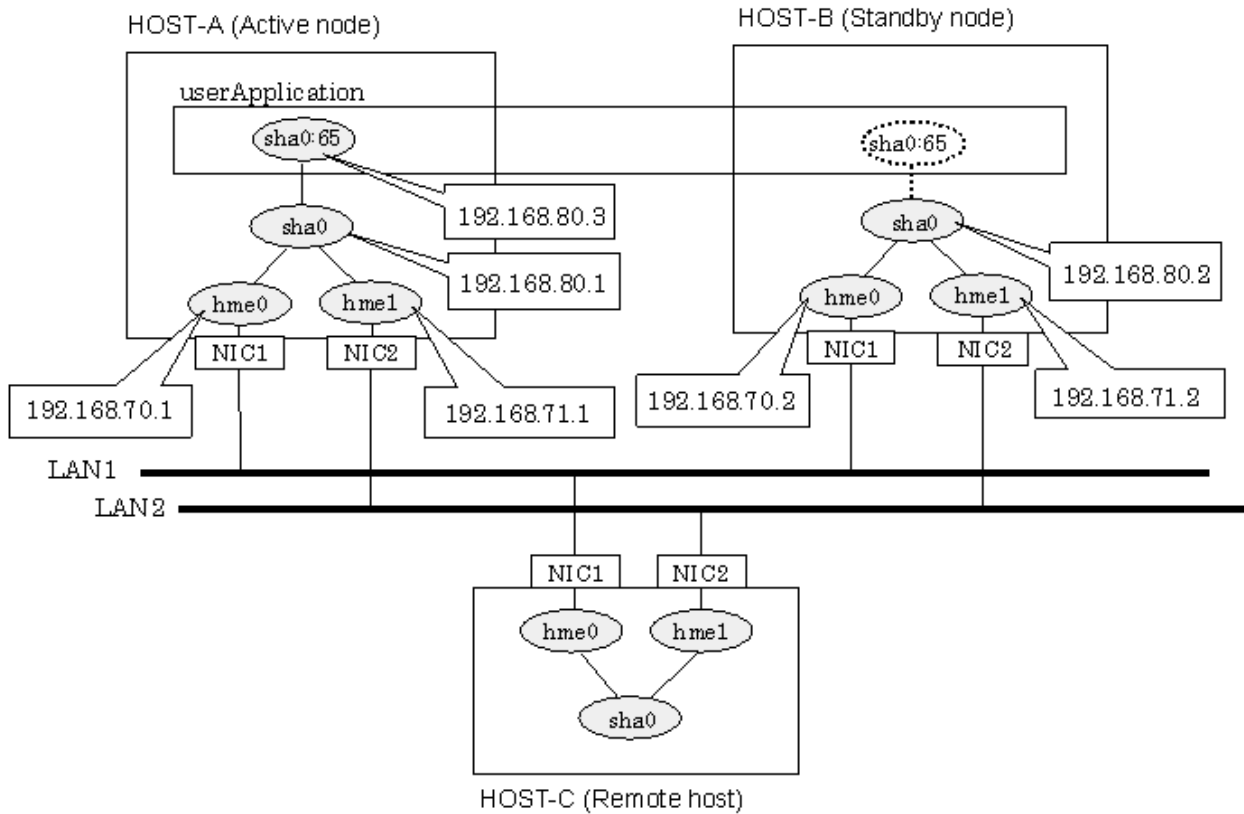 HOST-A (Active node)
HOST-B (Standby node)
userApplication
sha0:65
sha0:65
192.168.80.3
sha0
sha0
192.168.80.1
192.168.80.2
hme0
hme1
hme0
hme1
NIC1
NIC2
NIC1
NIC2
192.168.70.1
192.168.71.1
192.168.70.2
192.168.71.2
LAN1
LAN2
NIC1
NIC2
hme0
hme1
sha0
HOST-C (Remote host)